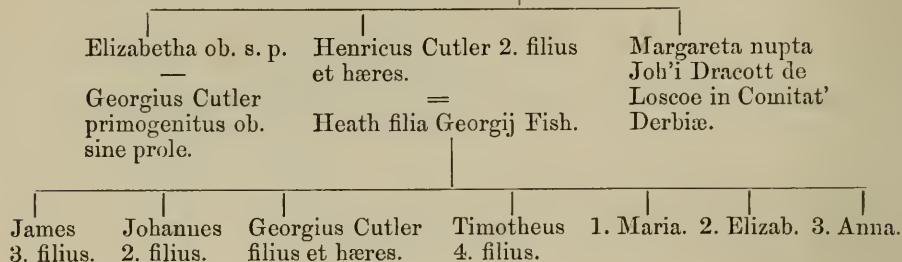 Elizabetha ob. s. p.
—
Georgius Cutler
primogenitus ob.
sine prole.
Henricus Cutler 2. filius
et hæres.
=
Heath filia Georgij Fish.
Margareta nupta
Joh'i Dracott de
Loscoe in Comitat'
Derbiæ.
James
3. filius.
Johannes
2. filius.
Georgius Cutler
filius et hæres.
Timotheus
4. filius.
1. Maria. 2. Elizab. 3. Anna.